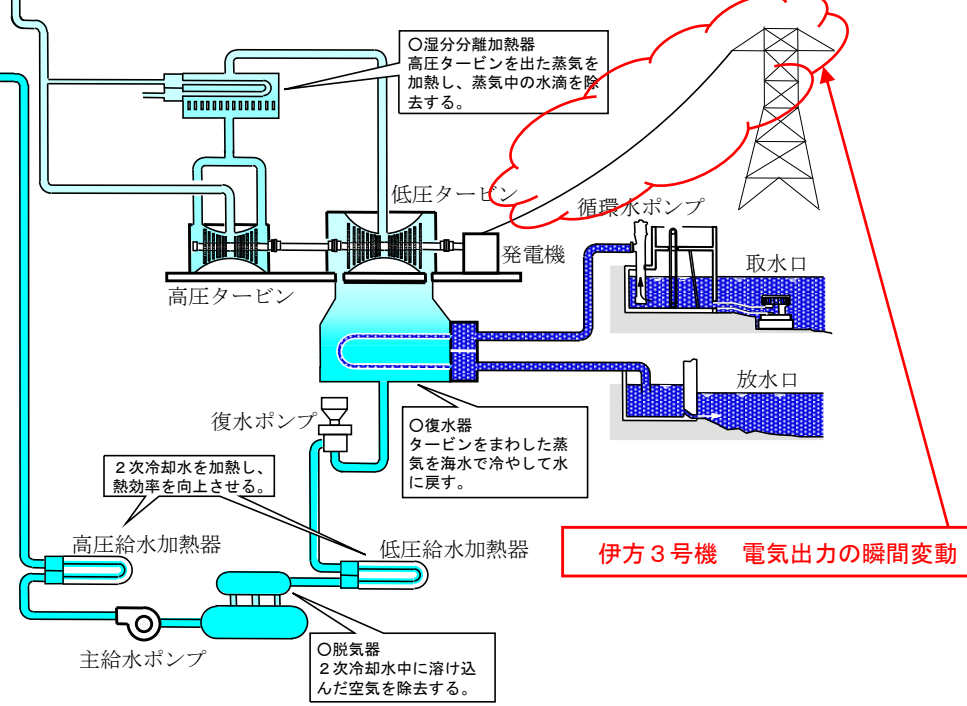 ○湿分分離加熱器
高圧タービンを出た蒸気を
加熱し、蒸気中の水滴を除
去する。
低圧タービン
循環水ポンプ
発電機
取水口
高圧タービン
放水口
復水ポンプ
○復水器
タービンをまわした蒸
気を海水で冷やして水
に戻す。
２次冷却水を加熱し、
熱効率を向上させる。
高圧給水加熱器
低圧給水加熱器
伊方３号機　電気出力の瞬間変動
主給水ポンプ
○脱気器
２次冷却水中に溶け込
んだ空気を除去する。